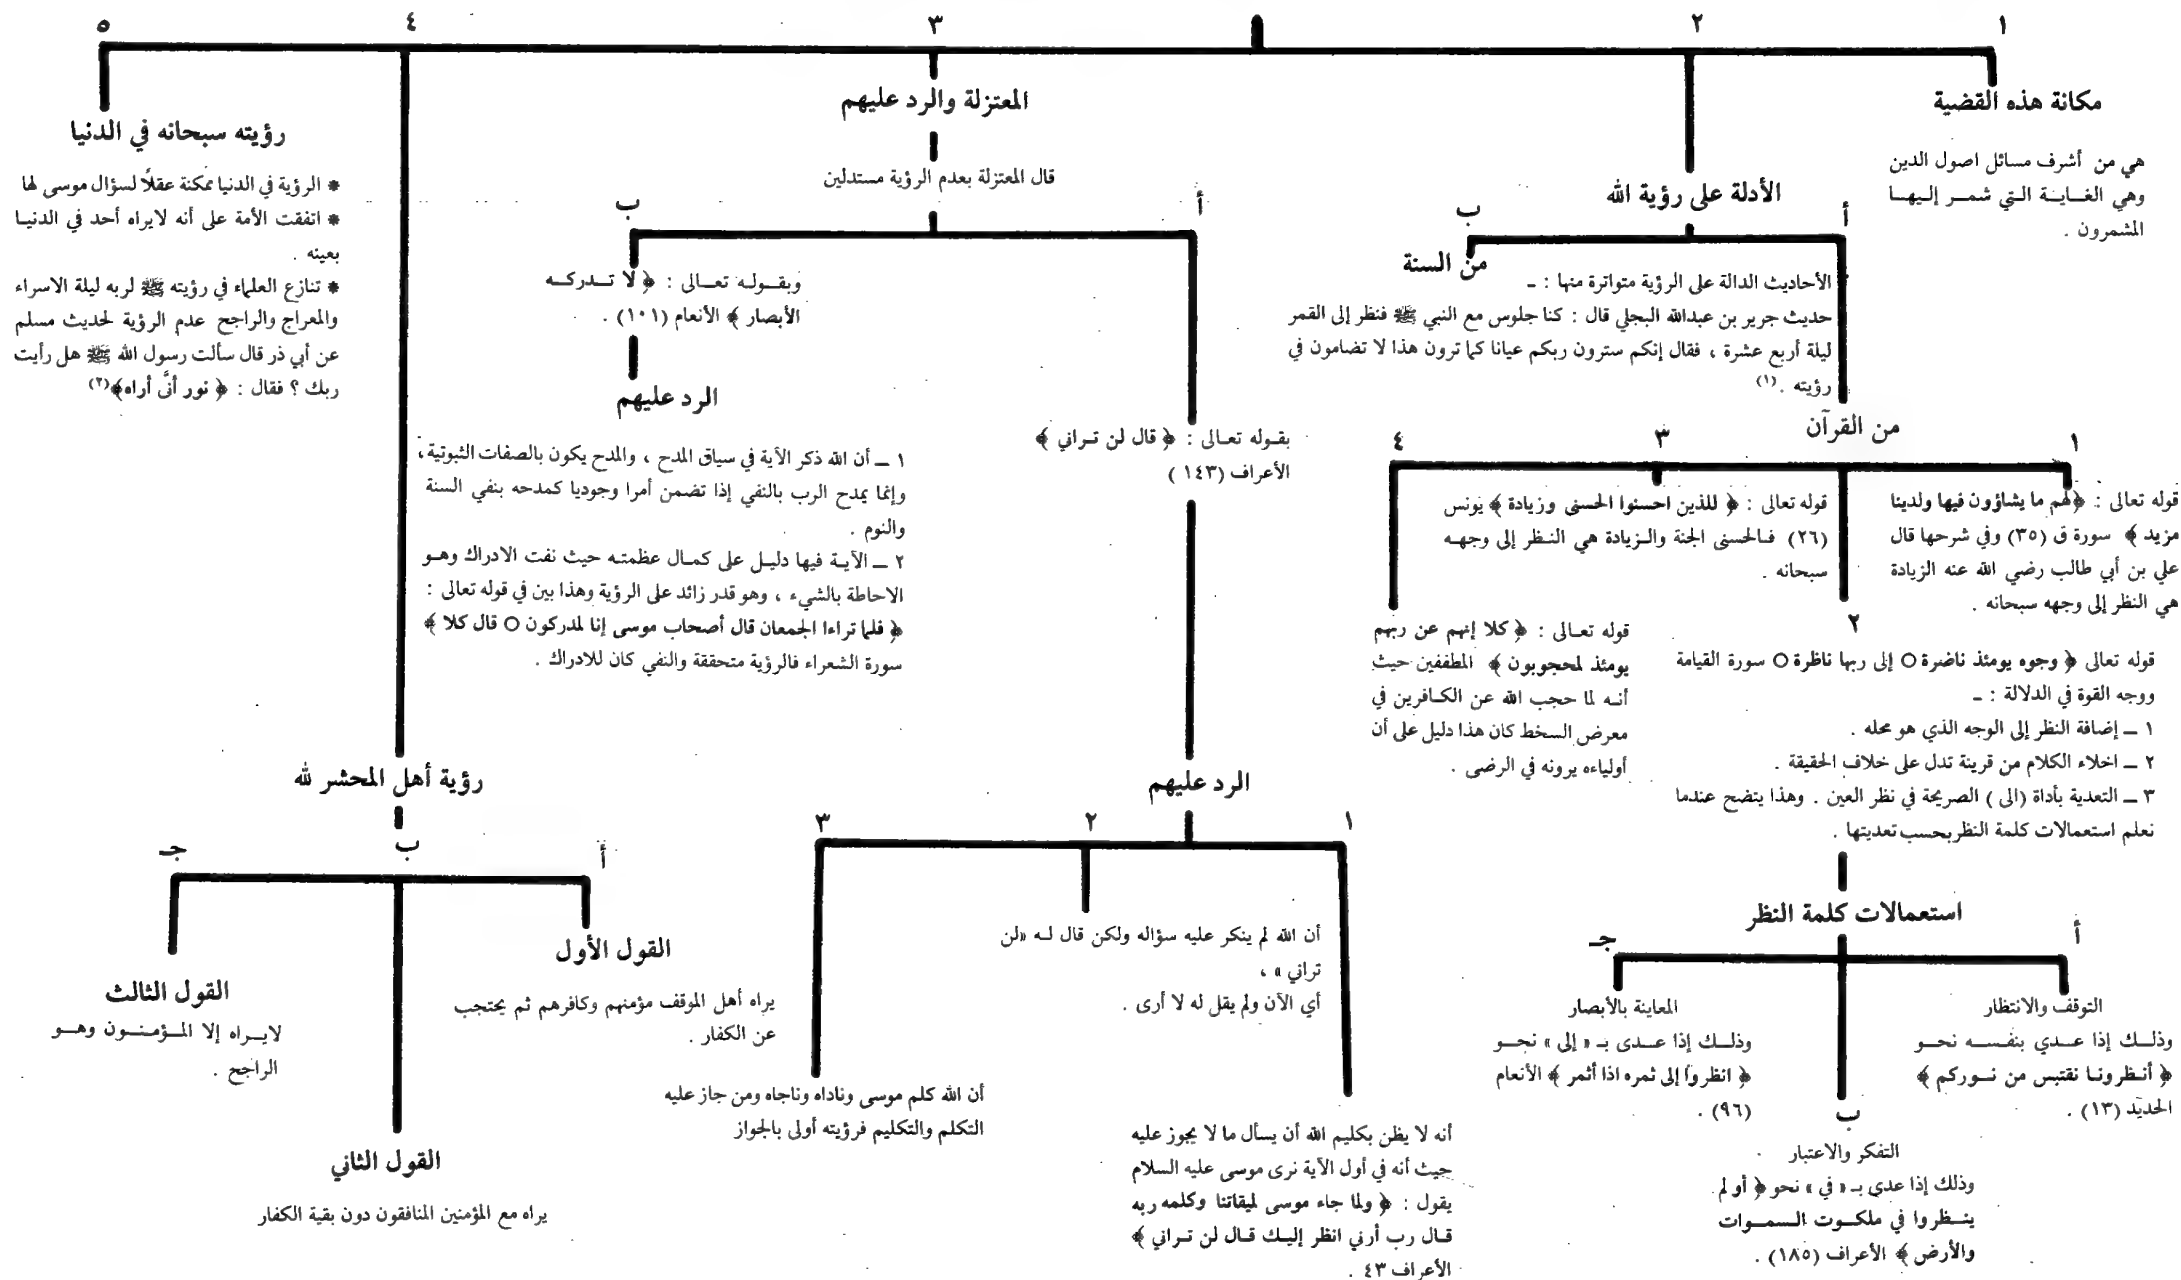 ١
مكانة هذه القضية
هي من أشرف مسائل اصول الدين
وهي الغاية التي شمر إليها
المشمرون .
٢
الأدلة على رؤية الله
أ
من القرآن
١
قوله تعالى : ﴿لهم ما يشاؤون فيها ولدينا
مزيد﴾ سورة ق (٣٥) وفي شرحها قال
علي بن أبي طالب رضي الله عنه الزيادة
هي النظر إلى وجهه سبحانه .
٢
قوله تعالى ﴿ وجوه يومئذ ناضرة ○ إلى ربها ناظرة ○ سورة القيامة
ووجه القوة في الدلالة : ـ
١ ـ إضافة النظر إلى الوجه الذي هو محله .
٢ ـ اخلاء الكلام من قرينة تدل على خلاف الحقيقة .
٣ ـ التعدية بأداة (الى) الصريحة في نظر العين . وهذا يتضح عندما
نعلم استعمالات كلمة النظر بحسب تعديتها .
استعمالات كلمة النظر
أ
التوقف والانتظار
وذلك إذا عدي بنفسه نحو
﴿ أنظرونا نقتبس من نوركم ﴾
الحديد (١٣) .
ب
التفكر والاعتبار
وذلك إذا عدي بـ « في » نحو ﴿ أو لم
ينظروا في ملكوت السموات
والأرض ﴾ الأعراف (١٨٥) .
جـ
المعاينة بالأبصار
وذلك إذا عدى بـ « إلى » نحو
﴿ انظروا إلى ثمره اذا أثمر ﴾ الأنعام
(٩٦) .
٣
قوله تعالى : ﴿ للذين احسنوا الحسنى وزيادة ﴾ يونس
(٢٦) فالحسنى الجنة والزيادة هي النظر إلى وجهه
سبحانه .
٤
قوله تعالى : ﴿ كلا إنهم عن ربهم
يومئذ لمحجوبون ﴾ المطففين حيث
أنه لما حجب الله عن الكافرين في
معرض السخط كان هذا دليل على أن
أولياءه يرونه في الرضى .
ب
من السنة
الأحاديث الدالة على الرؤية متواترة منها : ـ
حديث جرير بن عبدالله البجلي قال : كنا جلوس مع النبي ﷺ فنظر إلى القمر
ليلة أربع عشرة ، فقال إنكم سترون ربكم عيانا كما ترون هذا لا تضامون في
رؤيته .(١)
٣
المعتزلة والرد عليهم
قال المعتزلة بعدم الرؤية مستدلين
أ
بقوله تعالى : ﴿ قال لن تراني ﴾
الأعراف (١٤٣)
الرد عليهم
١
أنه لا يظن بكليم الله أن يسأل ما لا يجوز عليه
حيث أنه في أول الآية نرى موسى عليه السلام
يقول : ﴿ ولما جاء موسى لميقاتنا وكلمه ربه
قال رب أرني انظر إليك قال لن تراني ﴾
الأعراف ٤٣ .
٢
أن الله لم ينكر عليه سؤاله ولكن قال له «لن
تراني » ،
أي الآن ولم يقل له لا أرى .
٣
أن الله كلم موسى وناداه وناجاه ومن جاز عليه
التكلم والتكليم فرؤيته أولى بالجواز
ب
وبقوله تعالى : ﴿ لا تدركه
الأبصار ﴾ الأنعام (١٠١) .
الرد عليهم
١ ـ أن الله ذكر الآية في سياق المدح ، والمدح يكون بالصفات الثبوتية ،
وإنما يمدح الرب بالنفي إذا تضمن أمرا وجوديا كمدحه بنفي السنة
والنوم .
٢ ـ الآية فيها دليل على كمال عظمته حيث نفت الادراك وهو
الاحاطة بالشيء ، وهو قدر زائد على الرؤية وهذا بين في قوله تعالى :
﴿ فلما تراءا الجمعان قال أصحاب موسى إنا لمدركون ○ قال كلا ﴾
سورة الشعراء فالرؤية متحققة والنفي كان للادراك .
٤
رؤية أهل المحشر لله
أ
القول الأول
يراه أهل الموقف مؤمنهم وكافرهم ثم يحتجب
عن الكفار .
ب
القول الثاني
يراه مع المؤمنين المنافقون دون بقية الكفار
جـ
القول الثالث
لا يراه إلا المؤمنون وهو
الراجح .
٥
رؤيته سبحانه في الدنيا
* الرؤية في الدنيا ممكنة عقلاً لسؤال موسى لها
* اتفقت الأمة على أنه لايراه أحد في الدنيا
بعينه .
* تنازع العلماء في رؤيته ﷺ لربه ليلة الاسراء
والمعراج والراجح عدم الرؤية لحديث مسلم
عن أبي ذر قال سألت رسول الله ﷺ هل رأيت
ربك ؟ فقال : ﴿ نور أنَّى أراه﴾(٢)